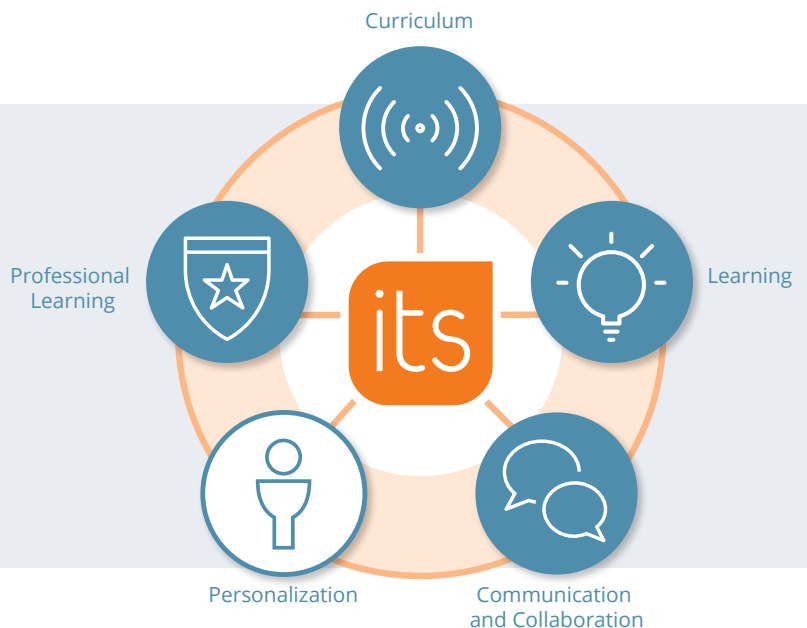 Curriculum
Professional
Learning
Learning
its
Personalization
Communication
and Collaboration